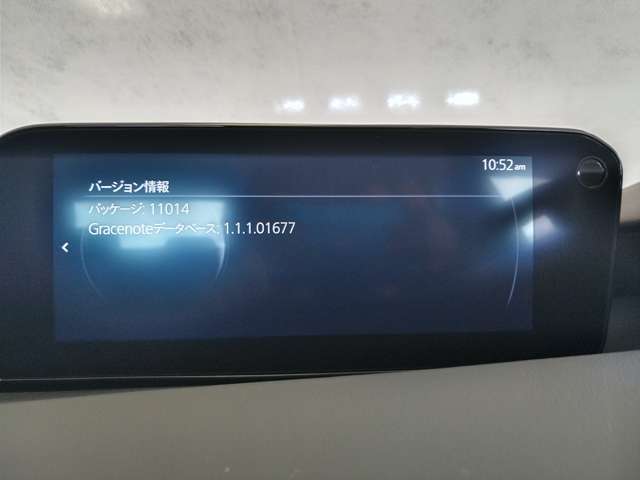 10:52am
バージョン情報
パッケージ: 11014
Gracenoteデータベース: 1.1.1.01677